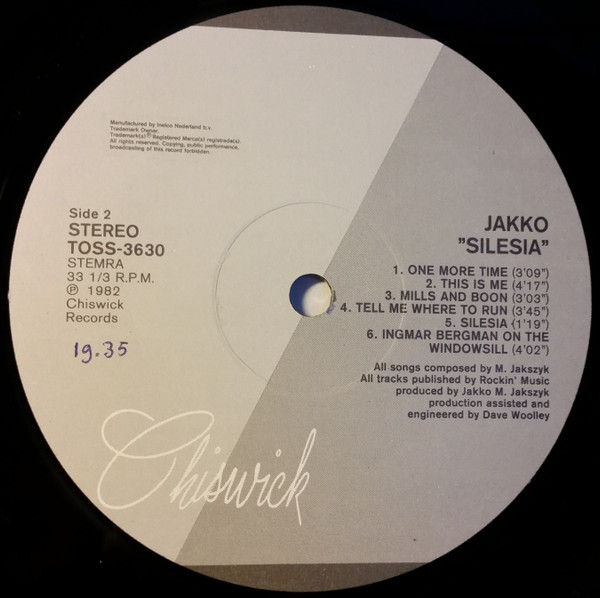 Manufactured by Inelco Nederland b.v.
Trademark Owner.
Trademark(s) ® Registered Marca(s) registrada(s).
All rights reserved. Copying, public performance,
broadcasting of this record forbidden.
Side 2
STEREO
TOSS-3630
STEMRA
33 1/3 R.P.M.
℗ 1982
Chiswick
Records
19.35
JAKKO
"SILESIA"
1. ONE MORE TIME (3'09")
2. THIS IS ME (4'17")
3. MILLS AND BOON (3'03")
4. TELL ME WHERE TO RUN (3'45")
5. SILESIA (1'19")
6. INGMAR BERGMAN ON THE
WINDOWSILL (4'02")
All songs composed by M. Jakszyk
All tracks published by Rockin' Music
produced by Jakko M. Jakszyk
production assisted and
engineered by Dave Woolley
Chiswick